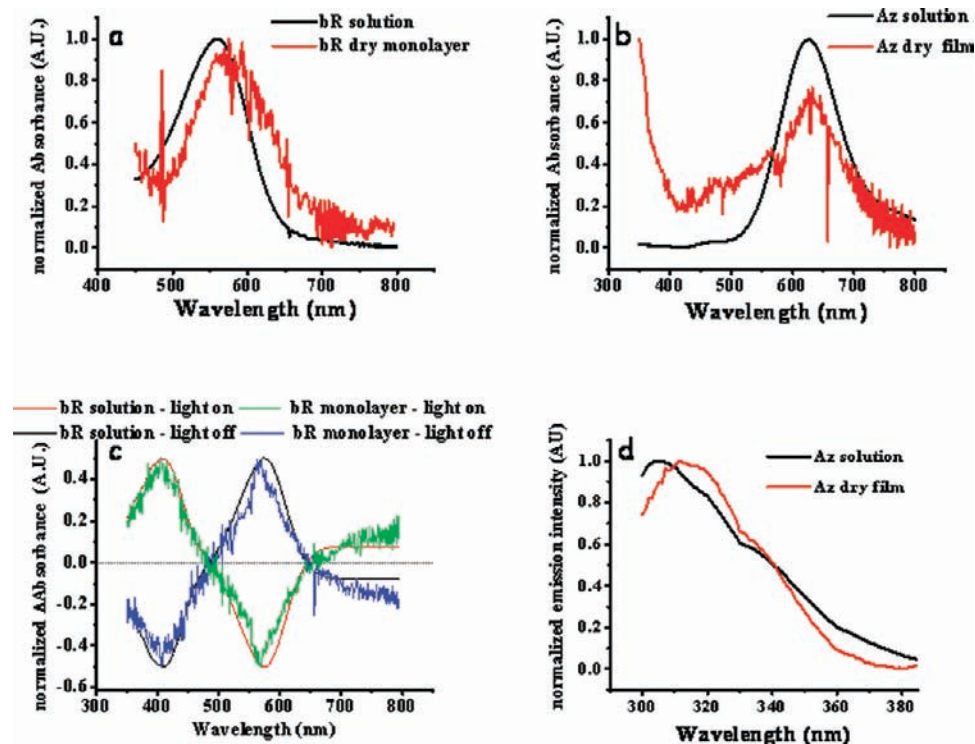 a
bR solution
bR dry monolayer
normalized Absorbance (A.U.)
1.0
0.8
0.6
0.4
0.2
0.0
400 500 600 700 800
Wavelength (nm)
b
Az solution
Az dry film
normalized Absorbance (A.U.)
1.0
0.8
0.6
0.4
0.2
0.0
300 400 500 600 700 800
Wavelength (nm)
bR solution - light on
bR monolayer - light on
bR solution - light off
bR monolayer - light off
c
normalized ΔAbsorbance (A.U.)
0.4
0.2
0.0
-0.2
-0.4
-0.6
400 500 600 700 800
Wavelength (nm)
d
Az solution
Az dry film
normalized emission intensity (AU)
1.0
0.8
0.6
0.4
0.2
0.0
300 320 340 360 380
Wavelength (nm)